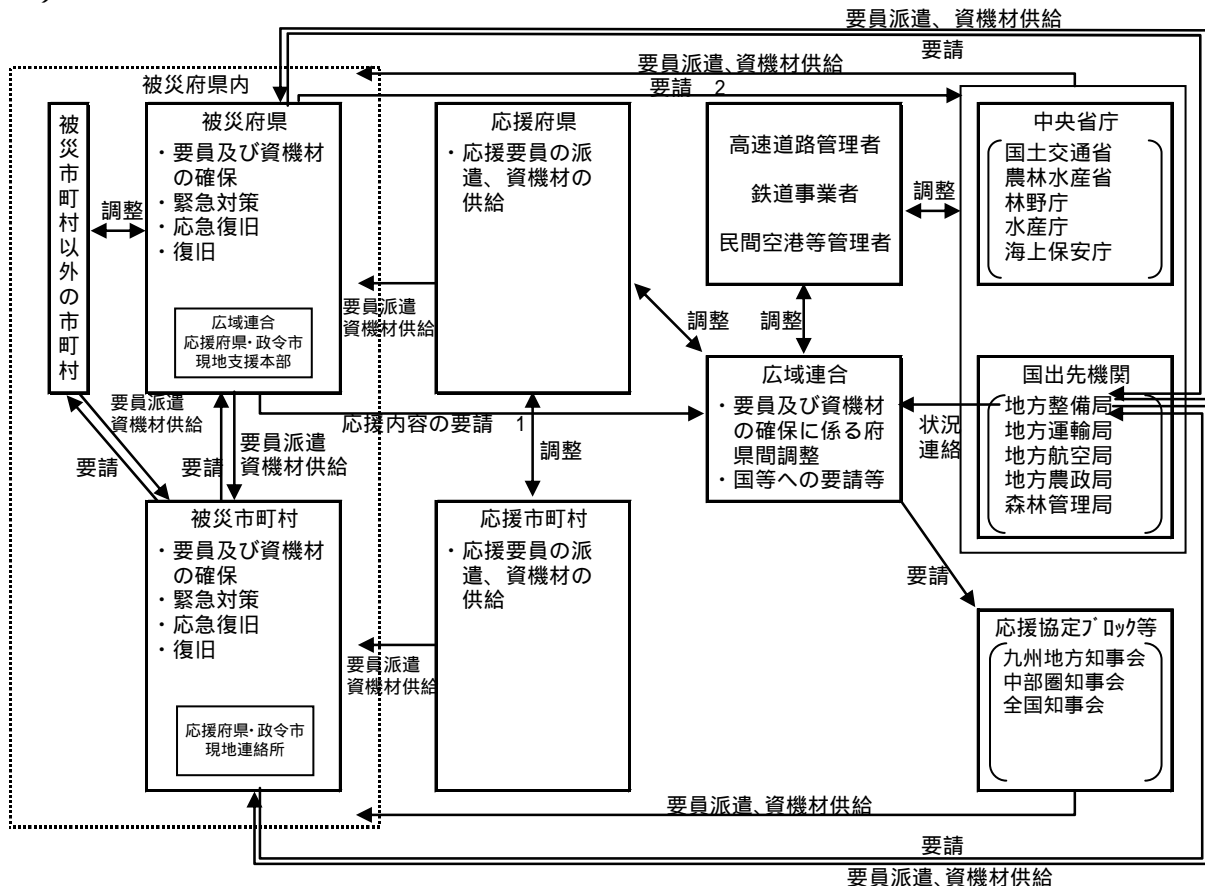 要員派遣、資機材供給
要請
要員派遣、資機材供給
要請　2
被災府県内
被災市町村以外の市町村
調整
被災府県
・要員及び資機材
の確保
・緊急対策
・応急復旧
・復旧
広域連合
応援府県・政令市
現地支援本部
応援府県
・応援要員の派
遣、資機材の
供給
要員派遣
資機材供給
高速道路管理者
鉄道事業者
民間空港等管理者
調整
中央省庁
国土交通省
農林水産省
林野庁
水産庁
海上保安庁
調整
調整
要員派遣
資機材供給
要請
要請
要員派遣
資機材供給
応援内容の要請　1
調整
広域連合
・要員及び資機材
の確保に係る府
県間調整
・国等への要請等
状況
連絡
国出先機関
地方整備局
地方運輸局
地方航空局
地方農政局
森林管理局
被災市町村
・要員及び資機材
の確保
・緊急対策
・応急復旧
・復旧
応援府県・政令市
現地連絡所
応援市町村
・応援要員の派
遣、資機材の
供給
要員派遣
資機材供給
要請
応援協定ﾌﾞﾛｯｸ等
九州地方知事会
中部圏知事会
全国知事会
要員派遣、資機材供給
要請
要員派遣、資機材供給